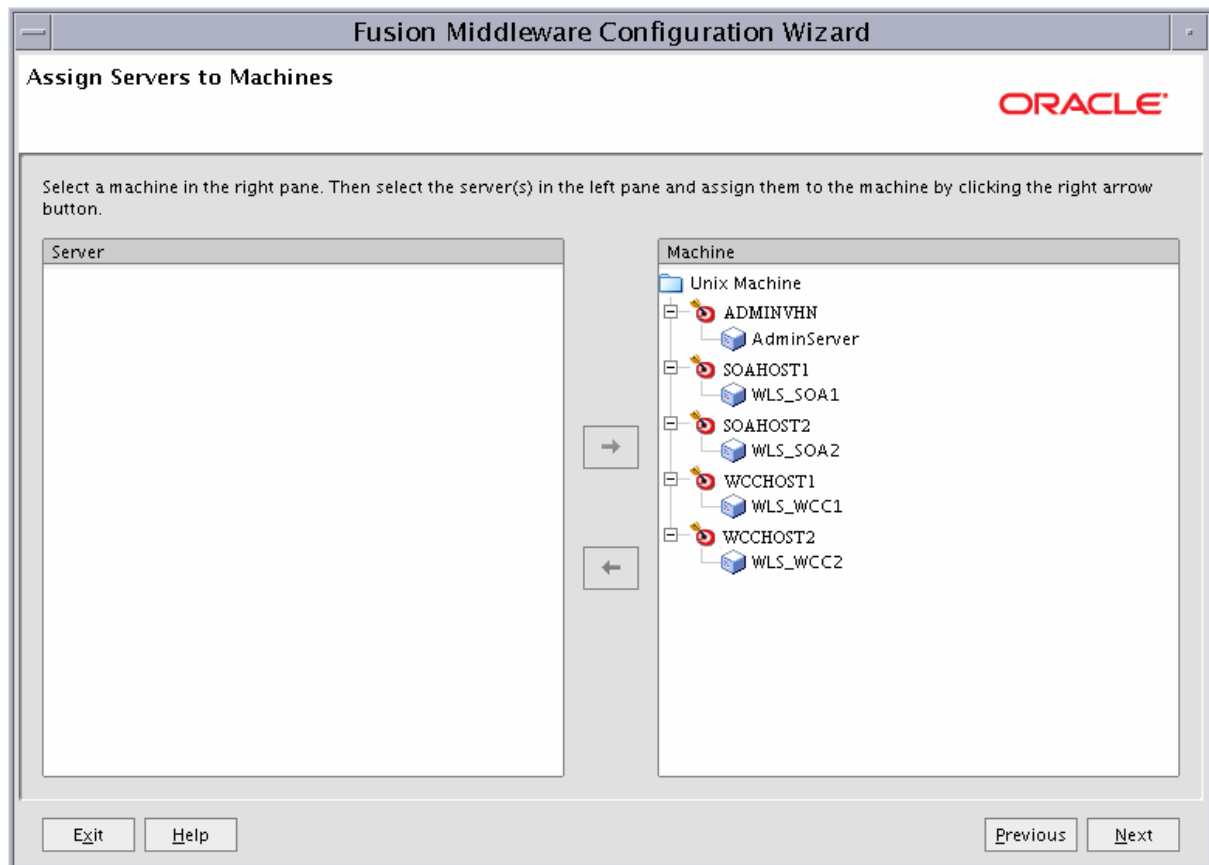 Fusion Middleware Configuration Wizard
Assign Servers to Machines
ORACLE
Select a machine in the right pane. Then select the server(s) in the left pane and assign them to the machine by clicking the right arrow
button.
Server
Machine
Unix Machine
ADMINVHN
AdminServer
SOAHOST1
WLS_SOA1
SOAHOST2
WLS_SOA2
WCCHOST1
WLS_WCC1
WCCHOST2
WLS_WCC2
Exit
Help
Previous
Next